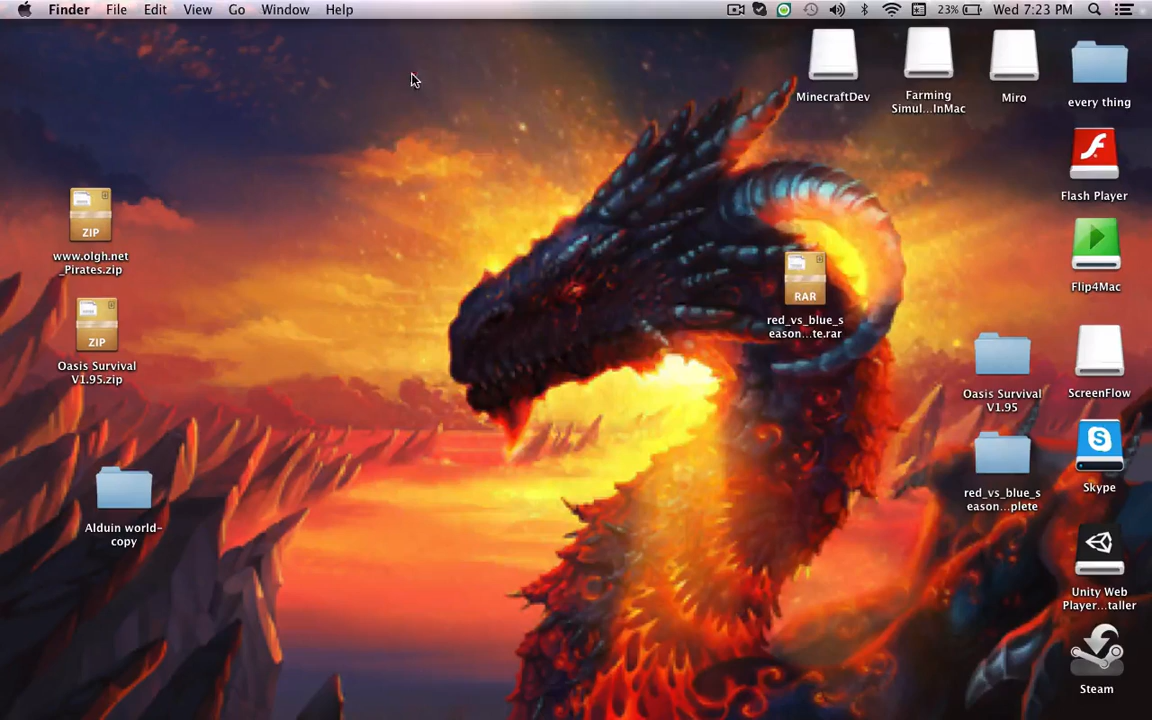 Finder File Edit View Go Window Help 23% Wed 7:23 PM
MinecraftDev
Farming
Simul...InMac
Miro
every thing
Flash Player
ZIP
www.olgh.net
_Pirates.zip
RAR
red_vs_blue_s
eason...te.rar
Flip4Mac
ZIP
Oasis Survival
V1.95.zip
Oasis Survival
V1.95
ScreenFlow
Alduin world-
copy
red_vs_blue_s
eason...plete
Skype
Unity Web
Player...taller
Steam